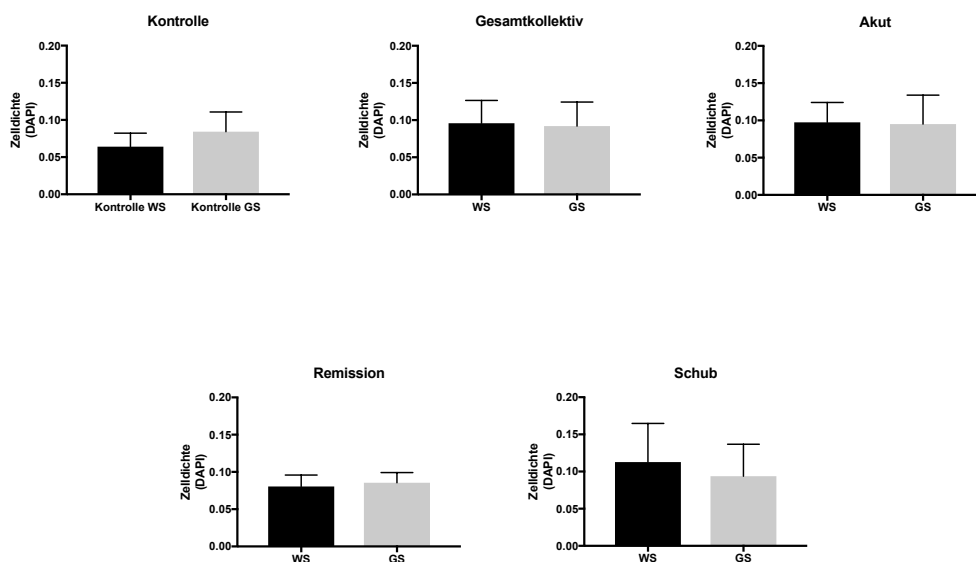 Kontrolle
Zelldichte
(DAPI)
0.20
0.15
0.10
0.05
0.00
Kontrolle WS
Kontrolle GS
Gesamtkollektiv
Zelldichte
(DAPI)
0.20
0.15
0.10
0.05
0.00
WS
GS
Akut
Zelldichte
(DAPI)
0.20
0.15
0.10
0.05
0.00
WS
GS
Remission
Zelldichte
(DAPI)
0.20
0.15
0.10
0.05
0.00
WS
GS
Schub
Zelldichte
(DAPI)
0.20
0.15
0.10
0.05
0.00
WS
GS